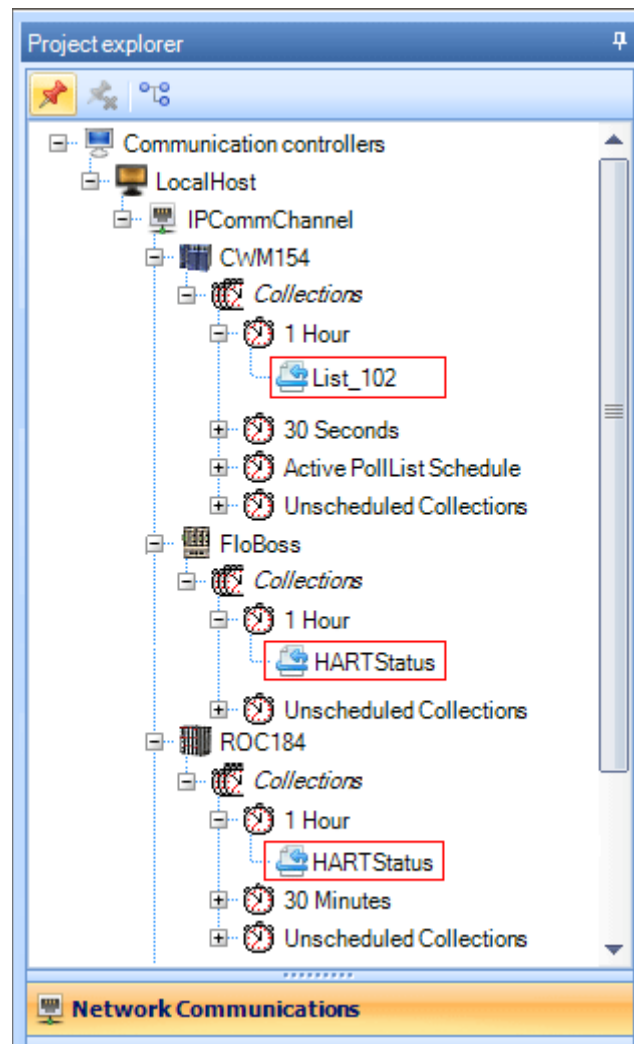 Project explorer
Communication controllers
LocalHost
IPCommChannel
CWM154
Collections
1 Hour
List_102
30 Seconds
Active PollList Schedule
Unscheduled Collections
FloBoss
Collections
1 Hour
HARTStatus
Unscheduled Collections
ROC184
Collections
1 Hour
HARTStatus
30 Minutes
Unscheduled Collections
Network Communications